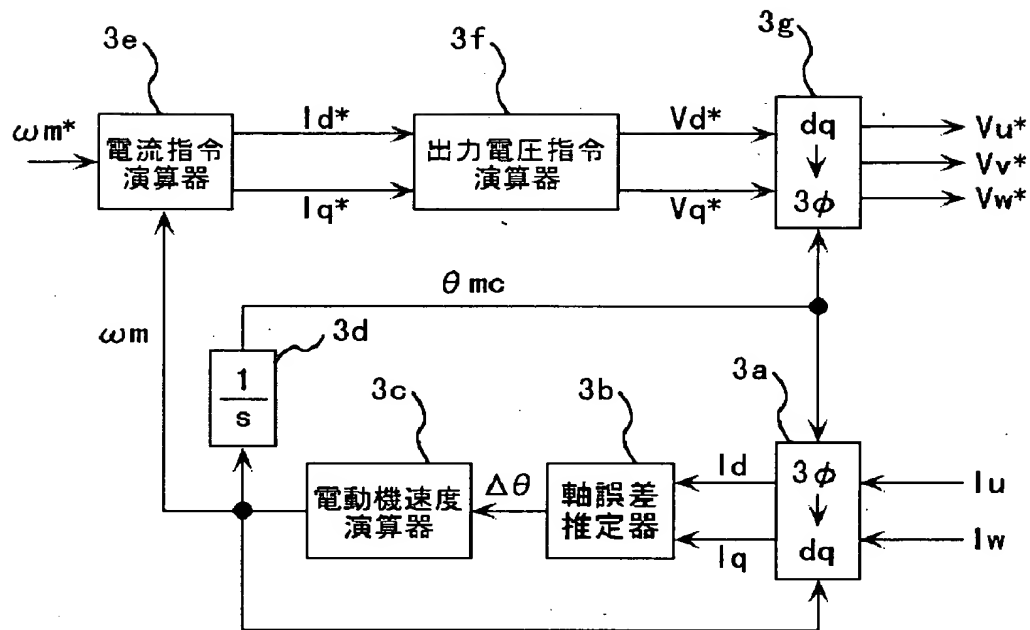 3e
3f
3g
ωm*
電流指令
演算器
Id*
Iq*
出力電圧指令
演算器
Vd*
Vq*
dq
3φ
Vu*
Vv*
Vw*
θmc
ωm
3d
1
s
3c
電動機速度
演算器
Δθ
3b
軸誤差
推定器
Id
Iq
3a
3φ
dq
Iu
Iw